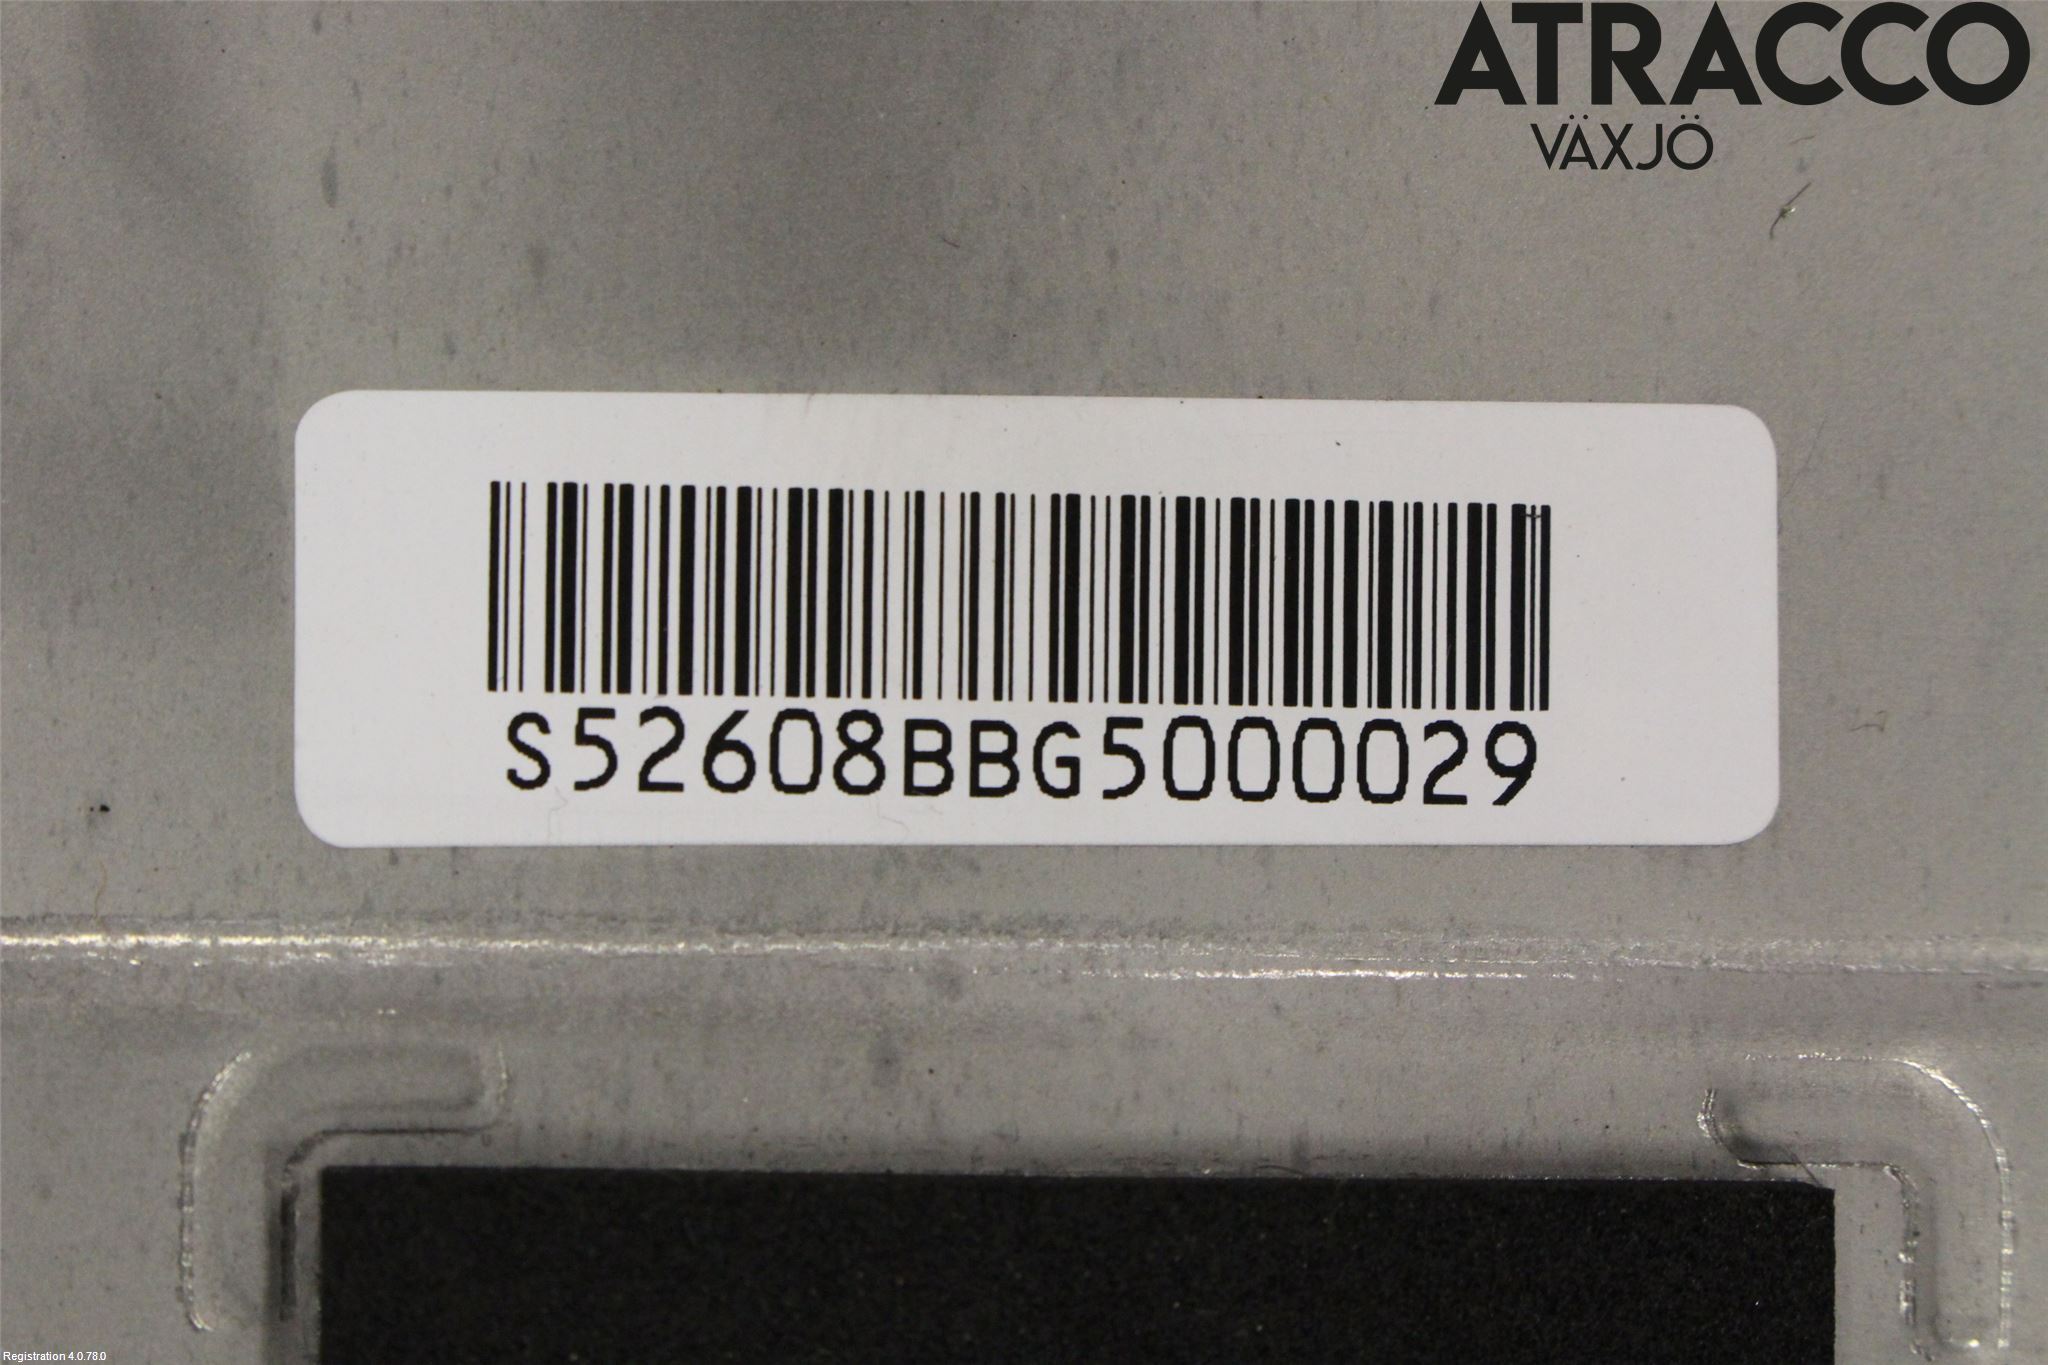 ATRACCO
VÄXJÖ
S52608BBG5000029
Registration 4.0.78.0